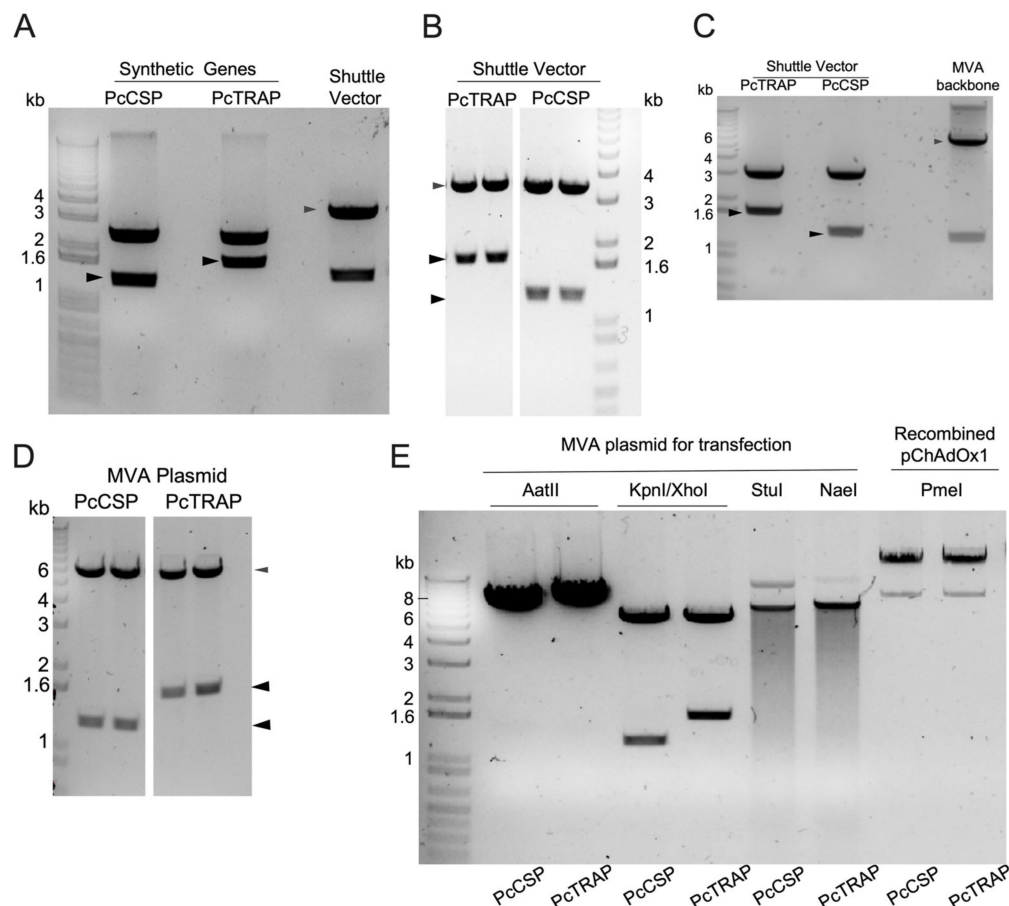 A
Synthetic Genes
PcCSP PcTRAP
Shuttle
Vector
kb
4
3
2
1.6
1
B
Shuttle Vector
PcTRAP PcCSP
kb
4
3
2
1.6
1
3
C
Shuttle Vector
PcTRAP PcCSP
MVA
backbone
kb
6
4
3
2
1.6
1
D
MVA Plasmid
PcCSP PcTRAP
kb
6
4
3
2
1.6
1
E
MVA plasmid for transfection
Recombined
pChAdOx1
AatII KpnI/XhoI StuI NaeI PmeI
kb
8
6
4
3
2
1.6
1
PcCSP PcTRAP PcCSP PcTRAP PcCSP PcTRAP PcCSP PcTRAP